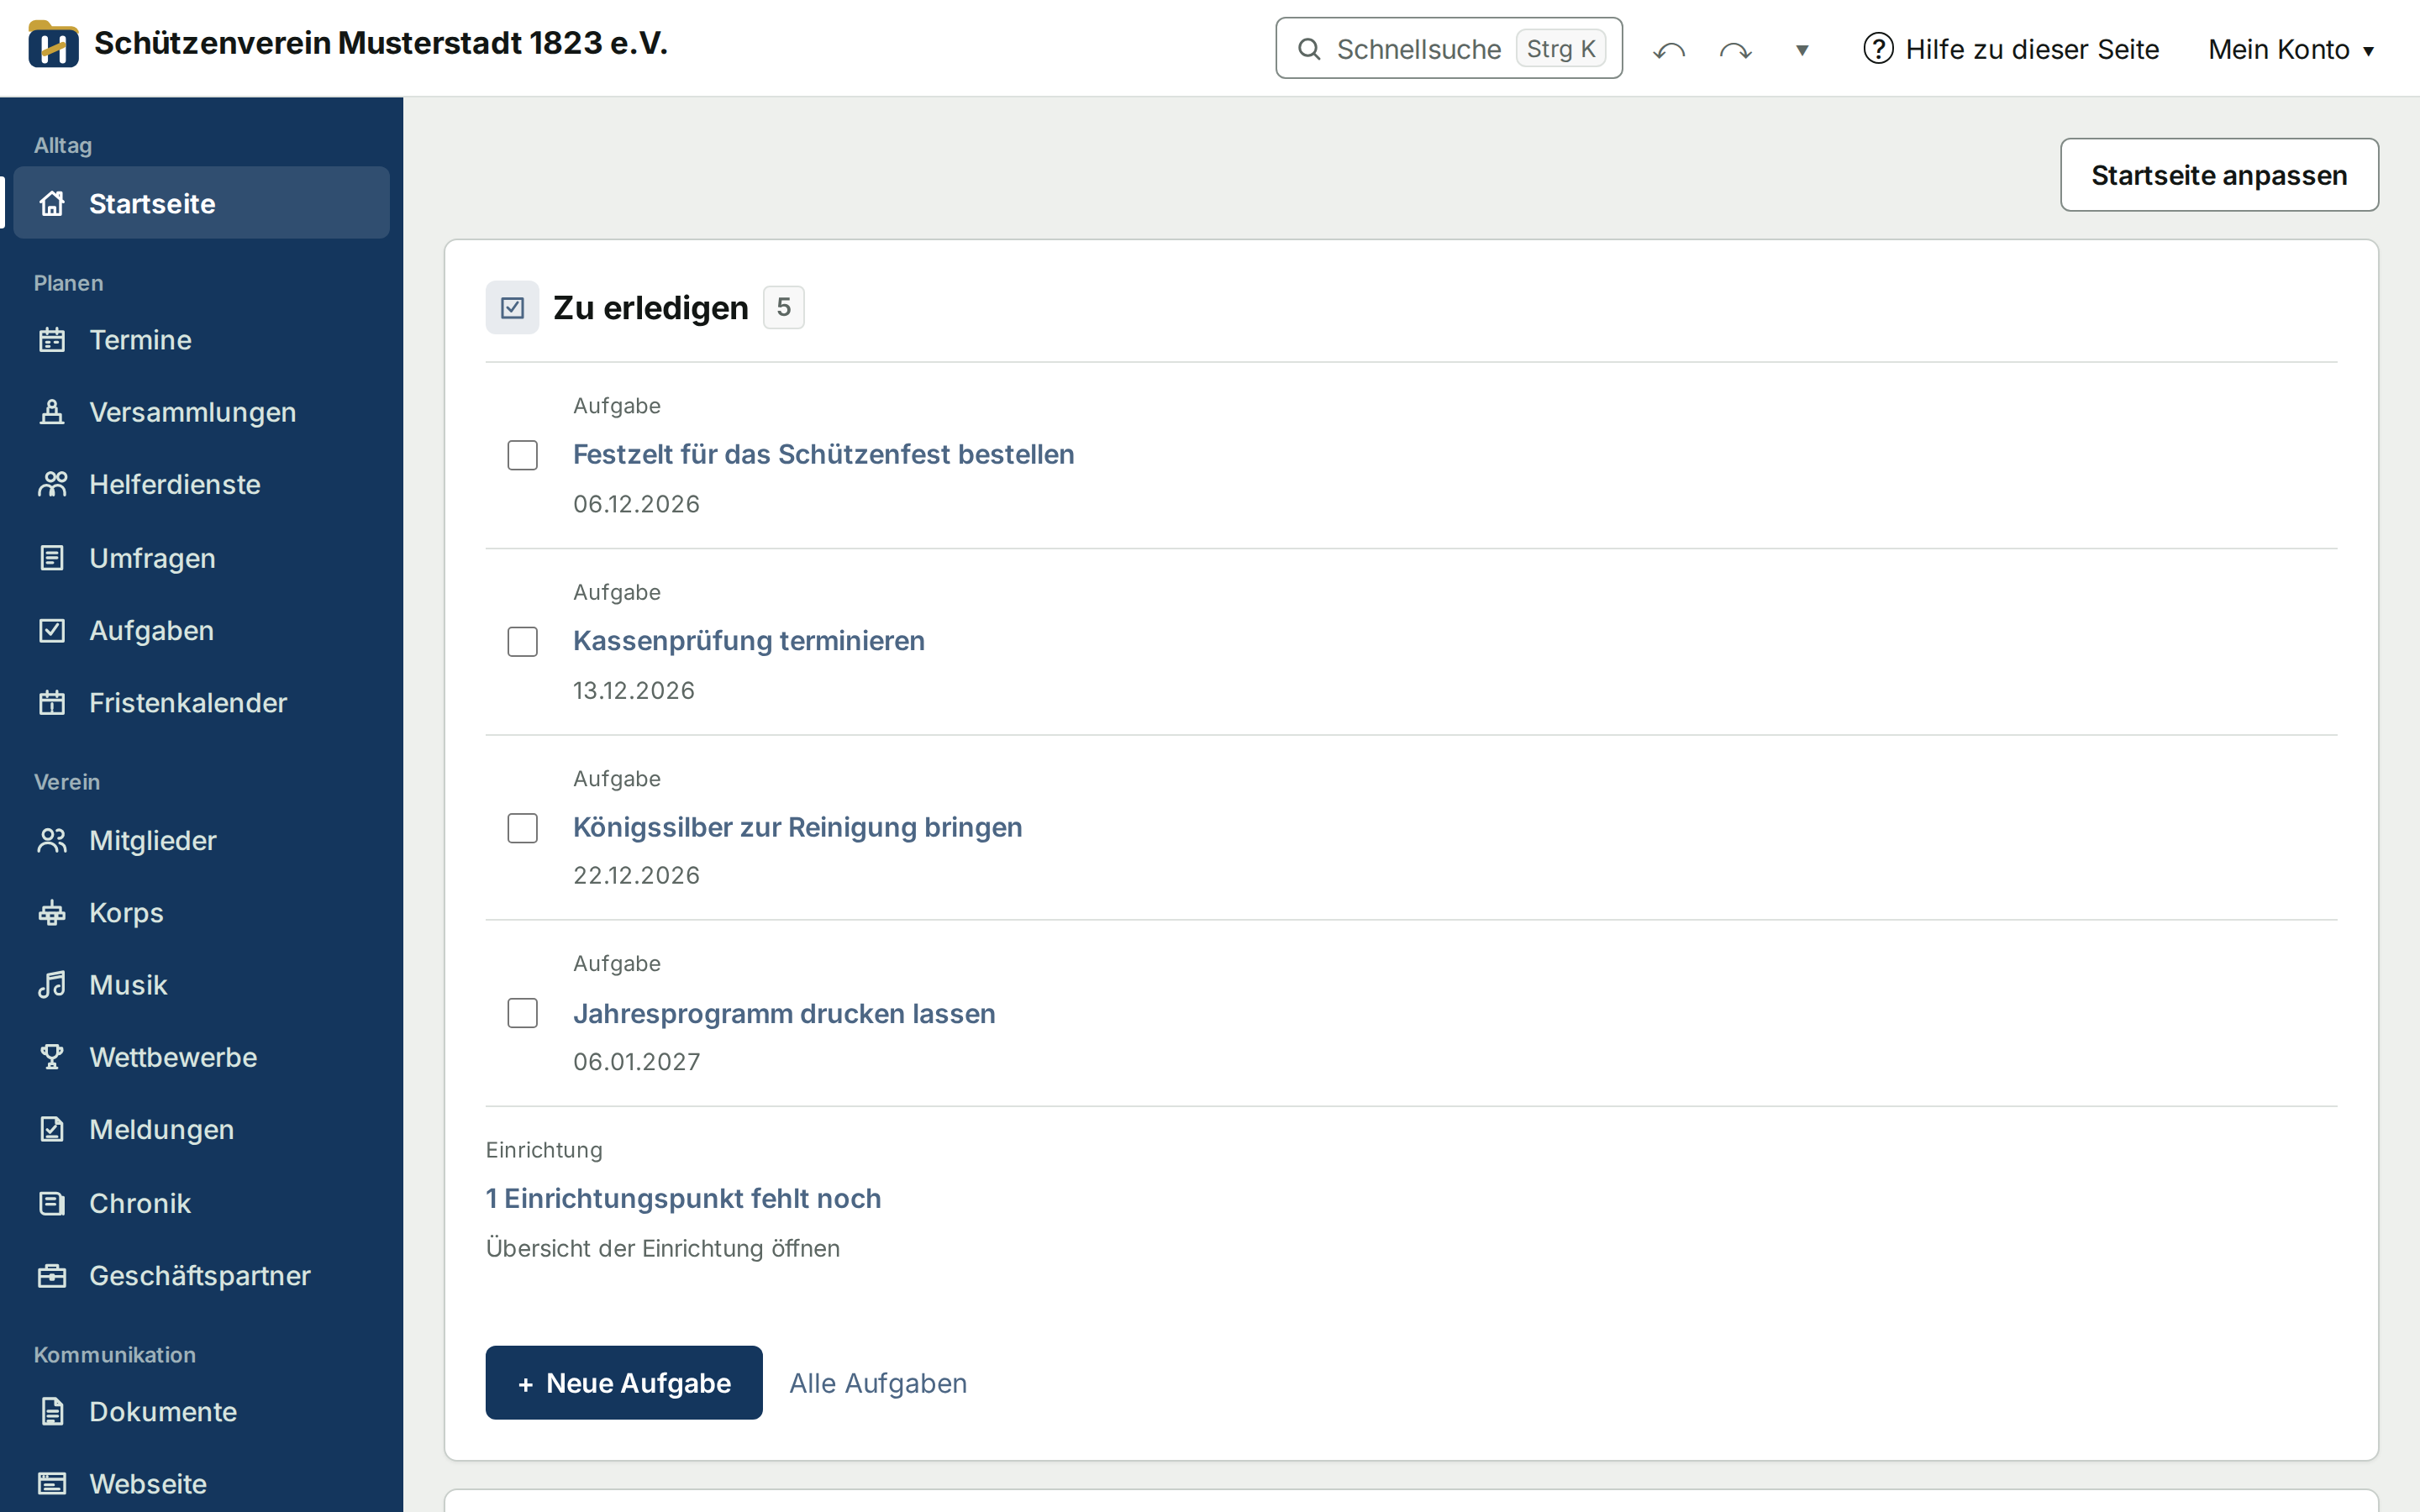 Schützenverein Musterstadt 1823 e.V.
Schnellsuche Strg K
Hilfe zu dieser Seite
Mein Konto
Alltag
Startseite
Planen
Termine
Versammlungen
Helferdienste
Umfragen
Aufgaben
Fristenkalender
Verein
Mitglieder
Korps
Musik
Wettbewerbe
Meldungen
Chronik
Geschäftspartner
Kommunikation
Dokumente
Webseite
Startseite anpassen
Zu erledigen 5
Aufgabe
Festzelt für das Schützenfest bestellen
06.12.2026
Aufgabe
Kassenprüfung terminieren
13.12.2026
Aufgabe
Königssilber zur Reinigung bringen
22.12.2026
Aufgabe
Jahresprogramm drucken lassen
06.01.2027
Einrichtung
1 Einrichtungspunkt fehlt noch
Übersicht der Einrichtung öffnen
+ Neue Aufgabe
Alle Aufgaben